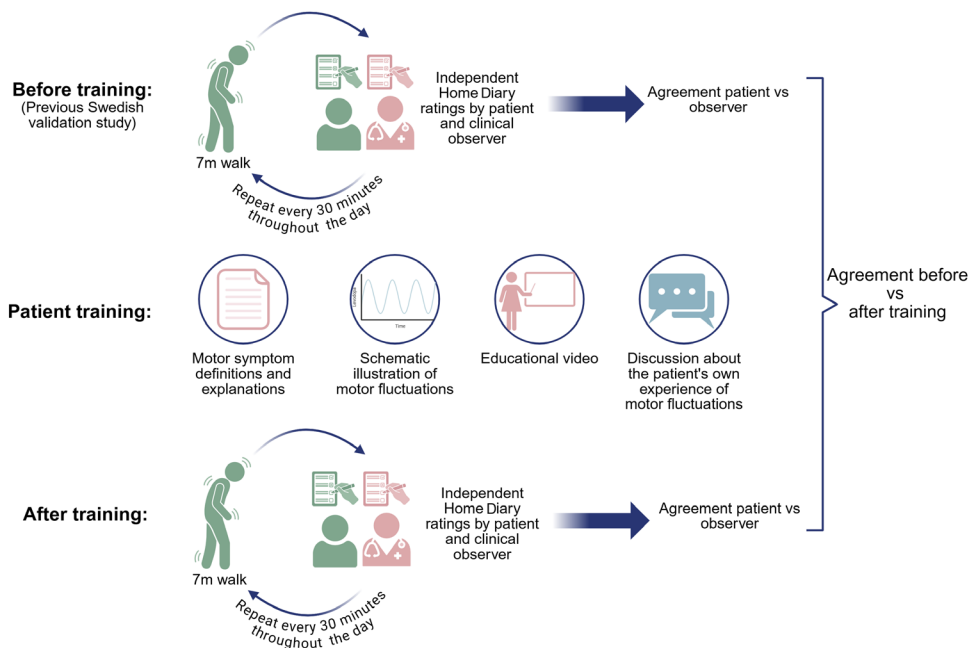 Before training:
(Previous Swedish
validation study)
7m walk
Repeat every 30 minutes
throughout the day
Independent
Home Diary
ratings by patient
and clinical
observer
Agreement patient vs
observer
Patient training:
Motor symptom
definitions and
explanations
Time
Schematic
illustration of
motor fluctuations
Educational video
Discussion about
the patient's own
experience of
motor fluctuations
Agreement before
vs
after training
After training:
7m walk
Repeat every 30 minutes
throughout the day
Independent
Home Diary
ratings by patient
and clinical
observer
Agreement patient vs
observer